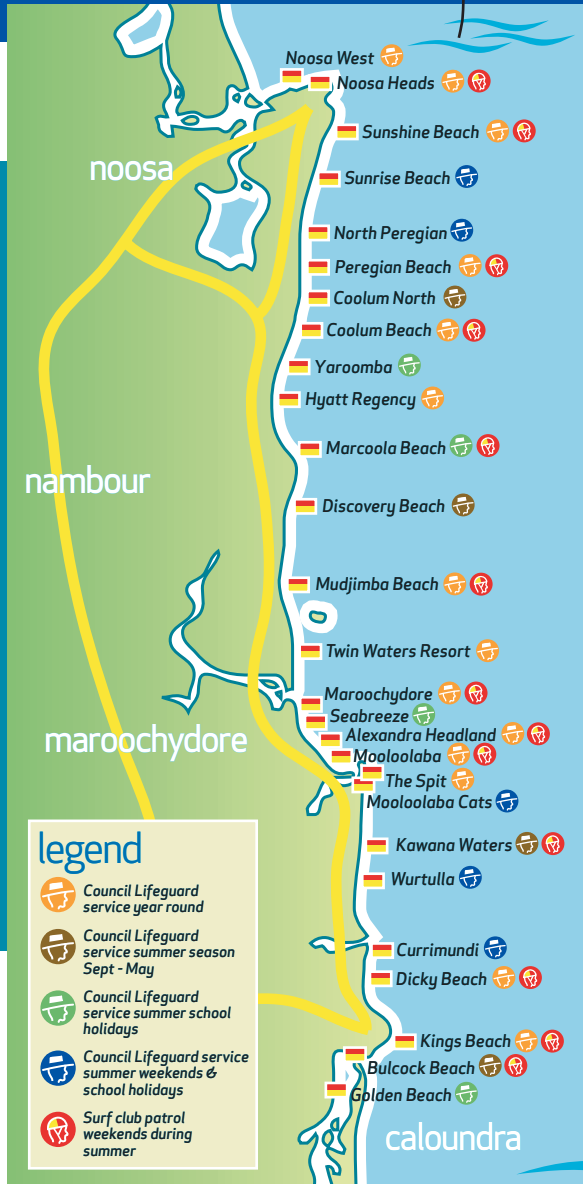 Noosa West
Noosa Heads
Sunshine Beach
noosa
Sunrise Beach
North Peregian
Peregian Beach
Coolum North
Coolum Beach
Yaroomba
Hyatt Regency
Marcoola Beach
nambour
Discovery Beach
Mudjimba Beach
Twin Waters Resort
Maroochydore
Seabreeze
Alexandra Headland
maroochydore
Mooloolaba
The Spit
Mooloolaba Cats
Kawana Waters
Wurtulla
Currimundi
Dicky Beach
Kings Beach
Bulcock Beach
Golden Beach
caloundra
legend
Council Lifeguard
service year round
Council Lifeguard
service summer season
Sept - May
Council Lifeguard
service summer school
holidays
Council Lifeguard service
summer weekends &
school holidays
Surf club patrol
weekends during
summer